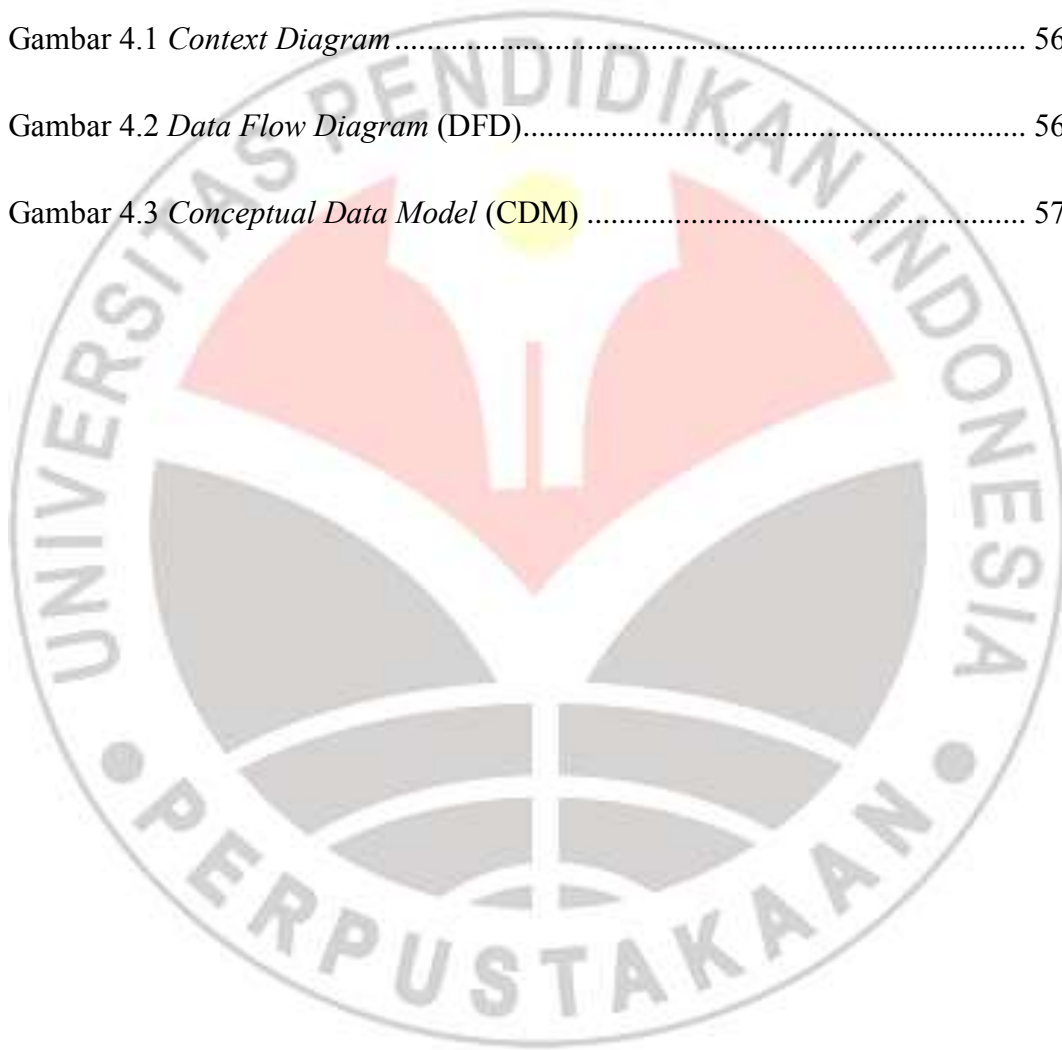 Gambar 4.1 Context Diagram ........................................................................... 56
Gambar 4.2 Data Flow Diagram (DFD)............................................................ 56
Gambar 4.3 Conceptual Data Model (CDM) .................................................... 57
UNIVERSITAS PENDIDIKAN INDONESIA
PERPUSTAKAAN